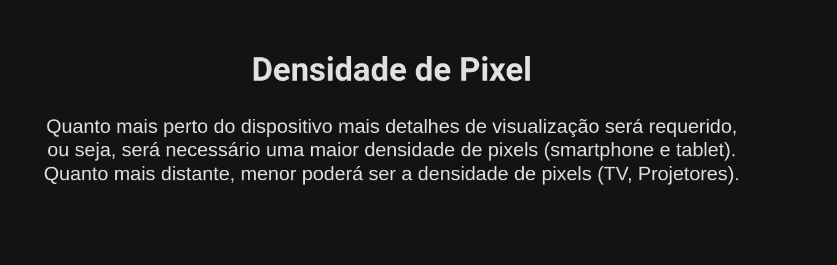 Densidade de Pixel
Quanto mais perto do dispositivo mais detalhes de visualização será requerido,
ou seja, será necessário uma maior densidade de pixels (smartphone e tablet).
Quanto mais distante, menor poderá ser a densidade de pixels (TV, Projetores).